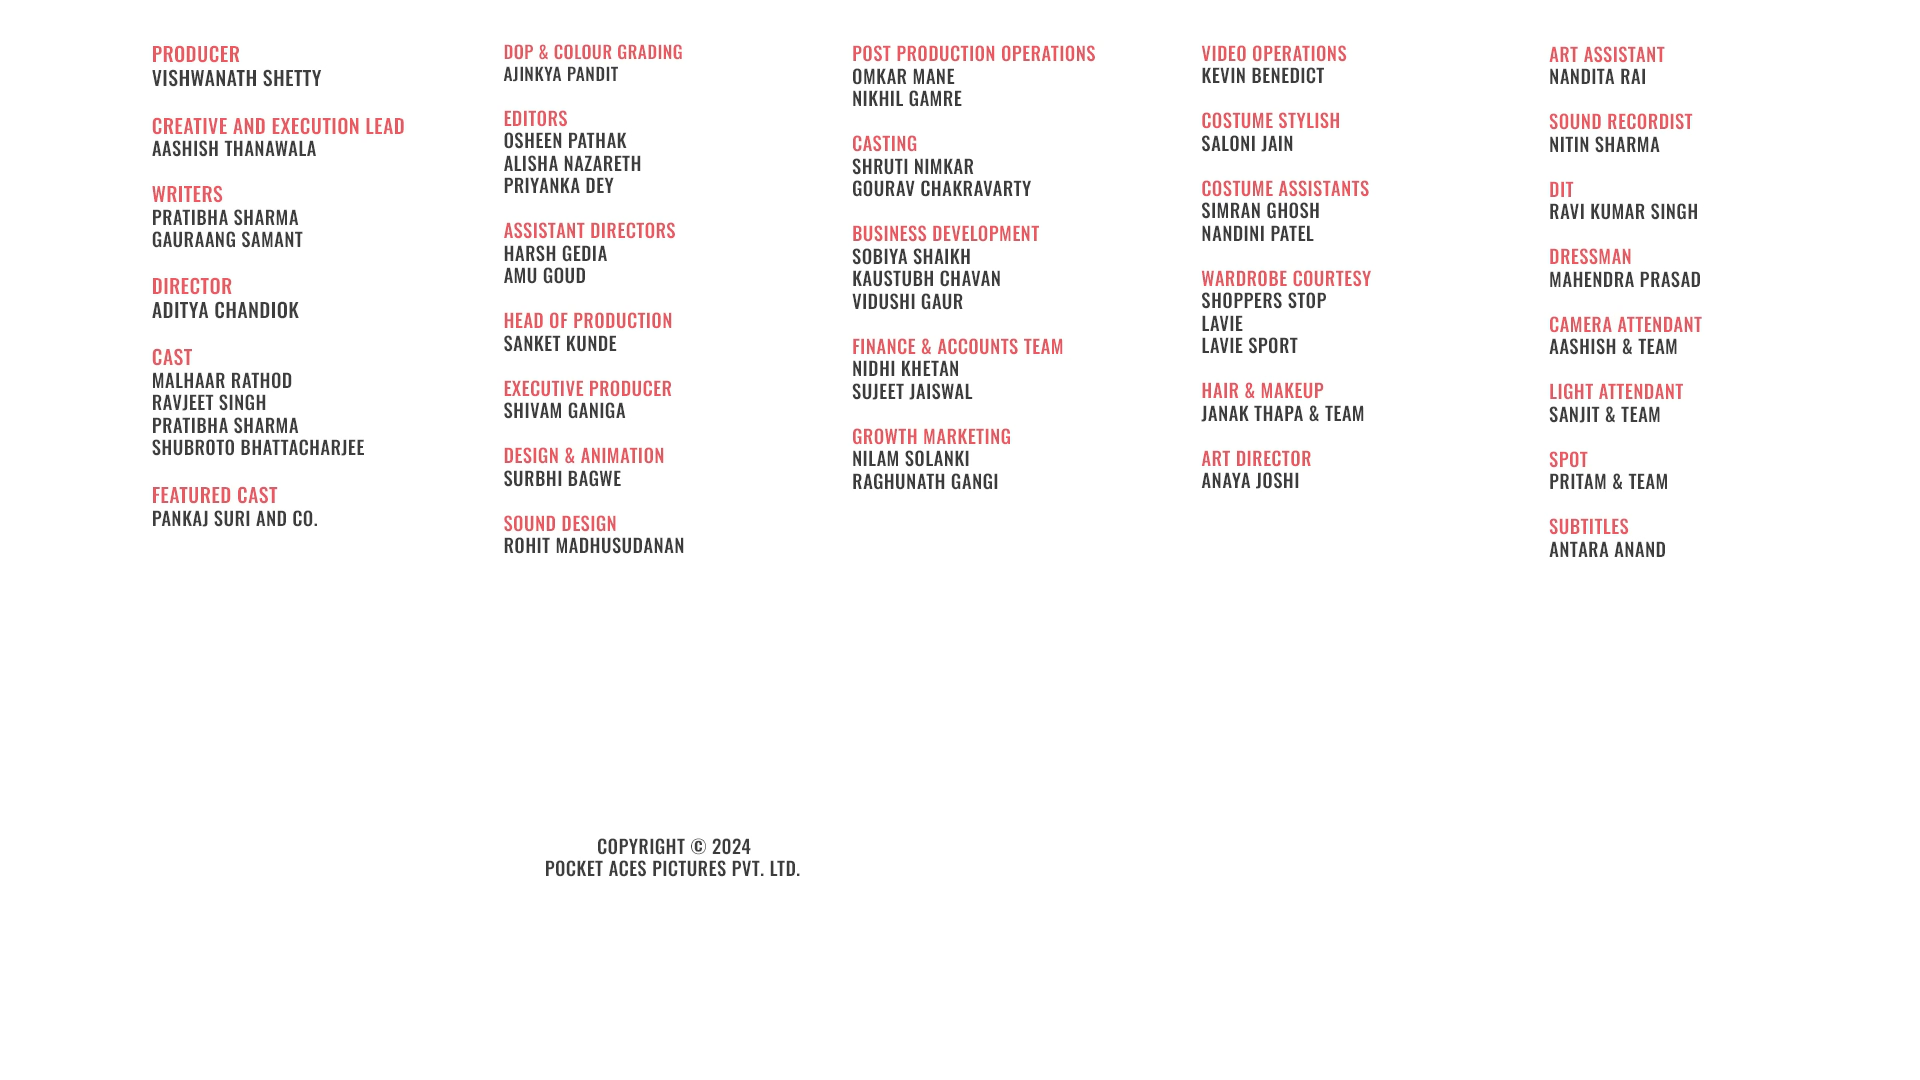 PRODUCER
VISHWANATH SHETTY
CREATIVE AND EXECUTION LEAD
AASHISH THANAWALA
WRITERS
PRATIBHA SHARMA
GAURAANG SAMANT
DIRECTOR
ADITYA CHANDIOK
CAST
MALHAAR RATHOD
RAVJEET SINGH
PRATIBHA SHARMA
SHUBROTO BHATTACHARJEE
FEATURED CAST
PANKAJ SURI AND CO.
DOP & COLOUR GRADING
AJINKYA PANDIT
EDITORS
OSHEEN PATHAK
ALISHA NAZARETH
PRIYANKA DEY
ASSISTANT DIRECTORS
HARSH GEDIA
AMU GOUD
HEAD OF PRODUCTION
SANKET KUNDE
EXECUTIVE PRODUCER
SHIVAM GANIGA
DESIGN & ANIMATION
SURBHI BAGWE
SOUND DESIGN
ROHIT MADHUSUDANAN
POST PRODUCTION OPERATIONS
OMKAR MANE
NIKHIL GAMRE
CASTING
SHRUTI NIMKAR
GOURAV CHAKRAVARTY
BUSINESS DEVELOPMENT
SOBIYA SHAIKH
KAUSTUBH CHAVAN
VIDUSHI GAUR
FINANCE & ACCOUNTS TEAM
NIDHI KHETAN
SUJEET JAISWAL
GROWTH MARKETING
NILAM SOLANKI
RAGHUNATH GANGI
VIDEO OPERATIONS
KEVIN BENEDICT
COSTUME STYLISH
SALONI JAIN
COSTUME ASSISTANTS
SIMRAN GHOSH
NANDINI PATEL
WARDROBE COURTESY
SHOPPERS STOP
LAVIE
LAVIE SPORT
HAIR & MAKEUP
JANAK THAPA & TEAM
ART DIRECTOR
ANAYA JOSHI
ART ASSISTANT
NANDITA RAI
SOUND RECORDIST
NITIN SHARMA
DIT
RAVI KUMAR SINGH
DRESSMAN
MAHENDRA PRASAD
CAMERA ATTENDANT
AASHISH & TEAM
LIGHT ATTENDANT
SANJIT & TEAM
SPOT
PRITAM & TEAM
SUBTITLES
ANTARA ANAND
COPYRIGHT © 2024
POCKET ACES PICTURES PVT. LTD.